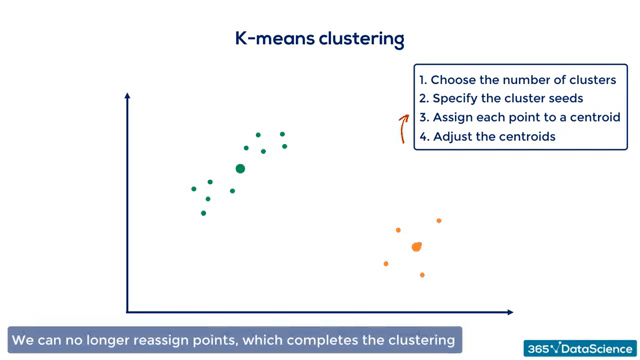 K-means clustering
1. Choose the number of clusters
2. Specify the cluster seeds
3. Assign each point to a centroid
4. Adjust the centroids
We can no longer reassign points, which completes the clustering
365 DataScience